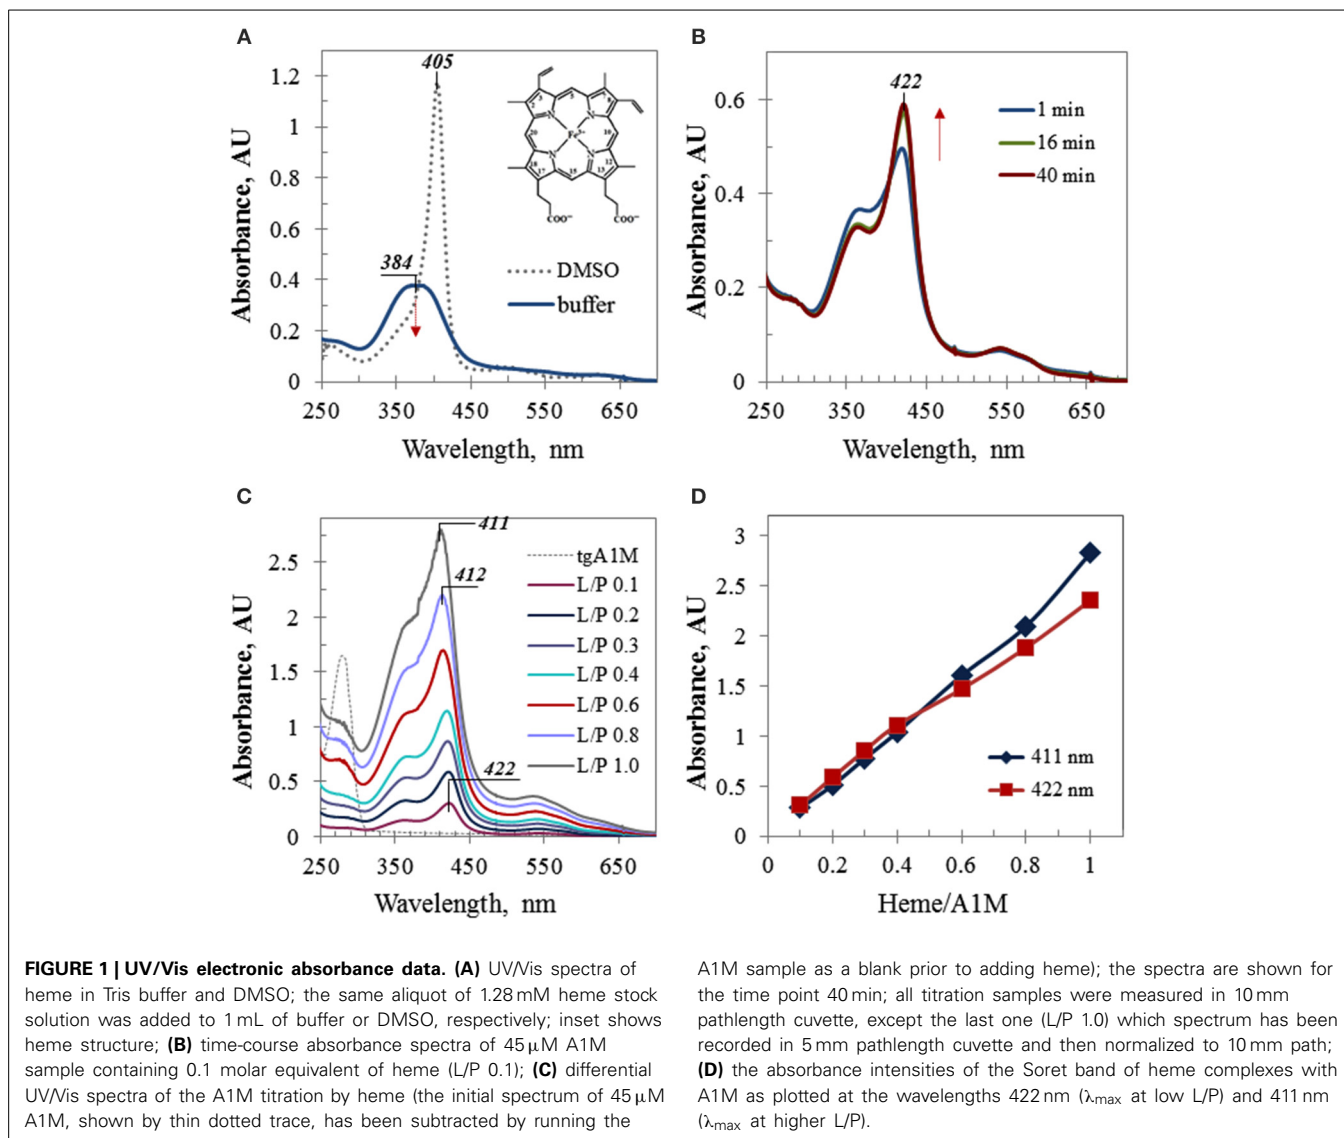 A
405
1.2
1
0.8
0.6
0.4
0.2
0
Absorbance, AU
384
DMSO
buffer
2
3
5
8
10
12
13
15
17
18
20
N
N
N
N
Fe3+
COO−
COO−
250
350
450
550
650
Wavelength, nm
B
422
0.6
0.4
0.2
0
Absorbance, AU
1 min
16 min
40 min
250
350
450
550
650
Wavelength, nm
C
411
412
422
2.5
2
1.5
1
0.5
0
Absorbance, AU
tgA1M
L/P 0.1
L/P 0.2
L/P 0.3
L/P 0.4
L/P 0.6
L/P 0.8
L/P 1.0
250
350
450
550
650
Wavelength, nm
D
3
2.5
2
1.5
1
0.5
0
Absorbance, AU
411 nm
422 nm
0
0.2
0.4
0.6
0.8
1
Heme/A1M
FIGURE 1 | UV/Vis electronic absorbance data. (A) UV/Vis spectra of
heme in Tris buffer and DMSO; the same aliquot of 1.28 mM heme stock
solution was added to 1 mL of buffer or DMSO, respectively; inset shows
heme structure; (B) time-course absorbance spectra of 45 μM A1M
sample containing 0.1 molar equivalent of heme (L/P 0.1); (C) differential
UV/Vis spectra of the A1M titration by heme (the initial spectrum of 45 μM
A1M, shown by thin dotted trace, has been subtracted by running the
A1M sample as a blank prior to adding heme); the spectra are shown for
the time point 40 min; all titration samples were measured in 10 mm
pathlength cuvette, except the last one (L/P 1.0) which spectrum has been
recorded in 5 mm pathlength cuvette and then normalized to 10 mm path;
(D) the absorbance intensities of the Soret band of heme complexes with
A1M as plotted at the wavelengths 422 nm (λmax at low L/P) and 411 nm
(λmax at higher L/P).